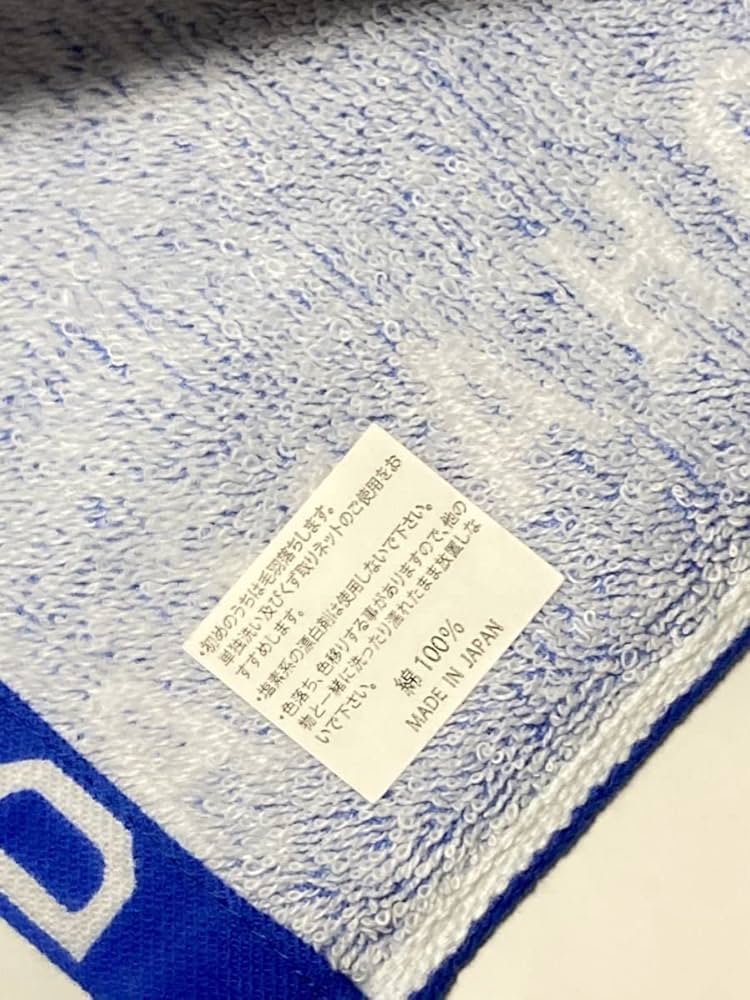 ・初めのうちは毛羽落ちします。
単独洗い及びくず取りネットのご使用をお
すすめします。
・塩素系の漂白剤は使用しないで下さい。
・色落ち、色移りする事がありますので、他の
物と一緒に洗ったり濡れたまま放置しな
いで下さい。
綿 100%
MADE IN JAPAN
D
H